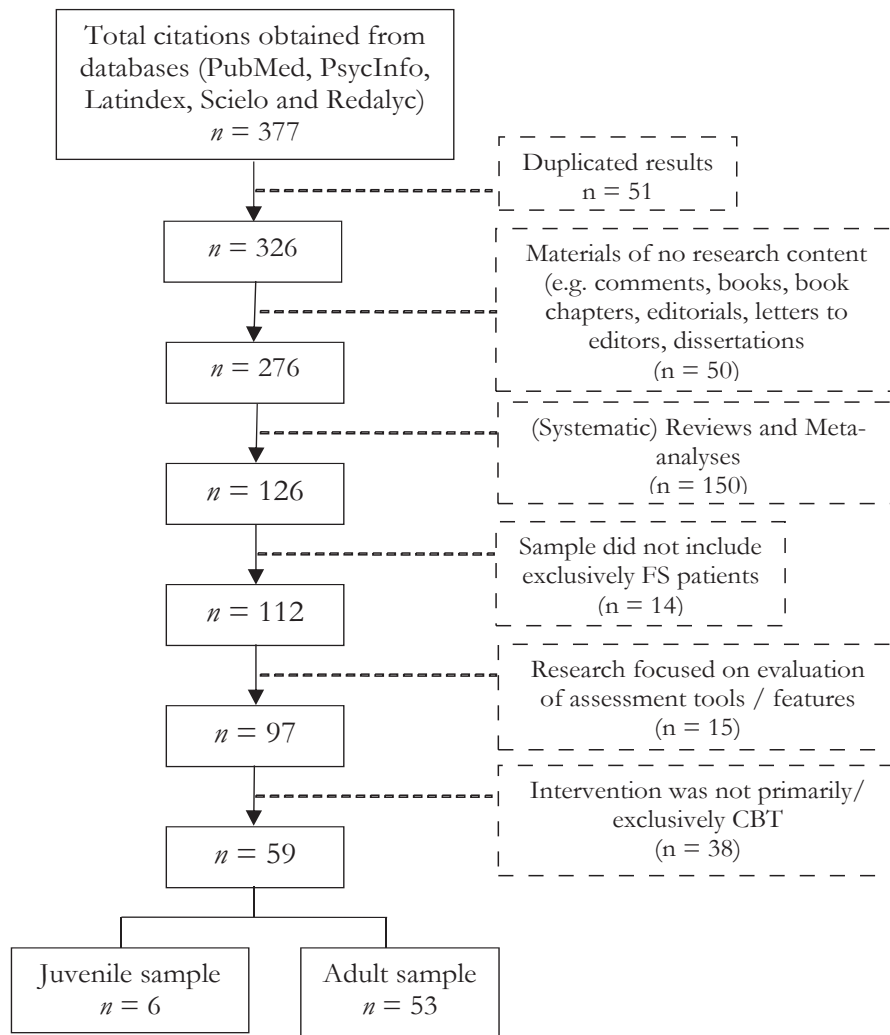 Total citations obtained from
databases (PubMed, PsycInfo,
Latindex, Scielo and Redalyc)
n = 377
Duplicated results
n = 51
n = 326
Materials of no research content
(e.g. comments, books, book
chapters, editorials, letters to
editors, dissertations
(n = 50)
n = 276
(Systematic) Reviews and Meta-
analyses
(n = 150)
n = 126
Sample did not include
exclusively FS patients
(n = 14)
n = 112
Research focused on evaluation
of assessment tools / features
(n = 15)
n = 97
Intervention was not primarily/
exclusively CBT
(n = 38)
n = 59
Juvenile sample
n = 6
Adult sample
n = 53